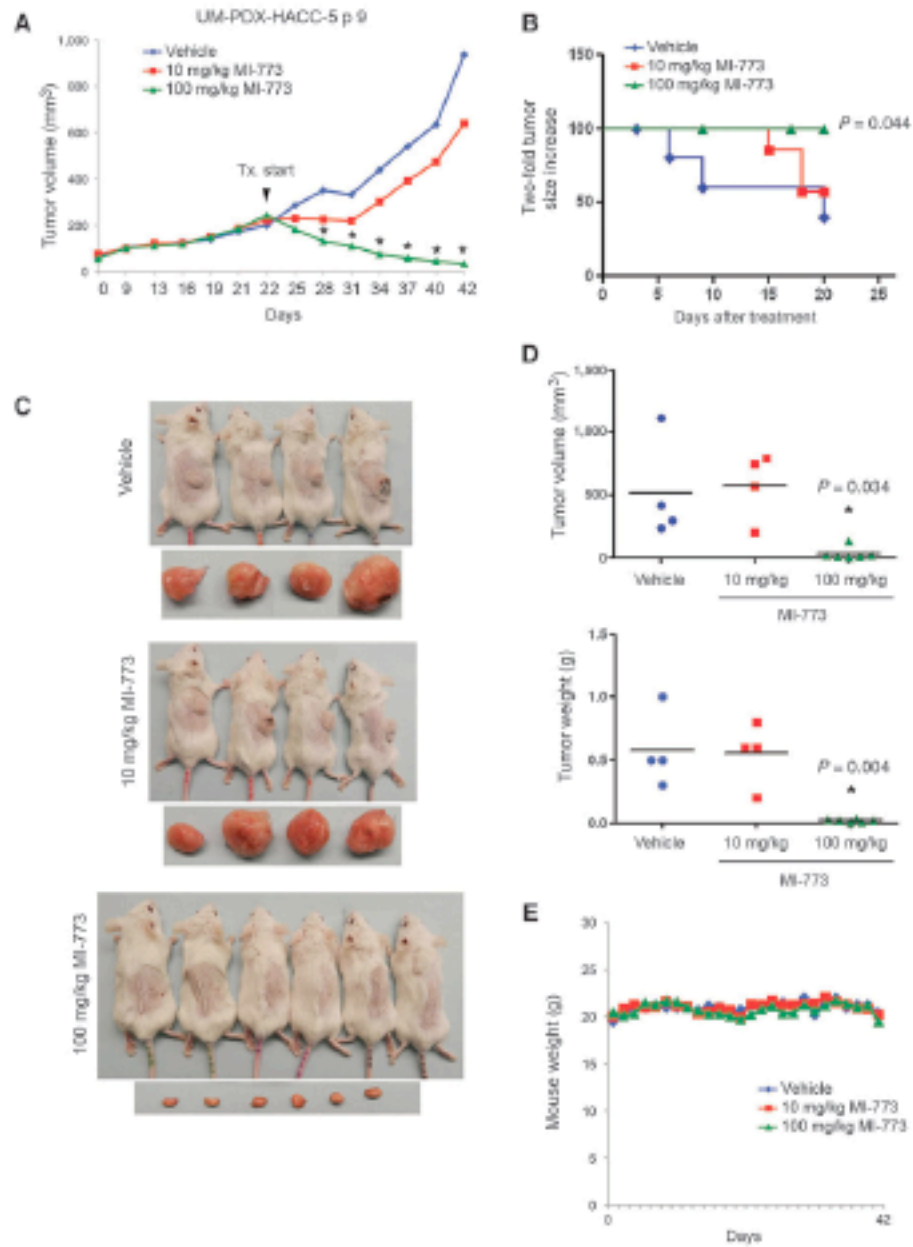 UM-PDX-HACC-5 p 9
A
Tumor volume (mm³)
1,000
800
600
400
200
0
Vehicle
10 mg/kg MI-773
100 mg/kg MI-773
Tx. start
* * * * * *
0 9 13 16 19 21 22 25 28 31 34 37 40 42
Days
B
Two-fold tumor
size increase
150
100
50
0
Vehicle
10 mg/kg MI-773
100 mg/kg MI-773
P = 0.044
0 5 10 15 20 25
Days after treatment
C
Vehicle
10 mg/kg MI-773
100 mg/kg MI-773
D
Tumor volume (mm³)
1,500
1,000
500
0
P = 0.034
*
Vehicle 10 mg/kg 100 mg/kg
MI-773
Tumor weight (g)
1.5
1.0
0.5
0.0
P = 0.004
*
Vehicle 10 mg/kg 100 mg/kg
MI-773
E
Mouse weight (g)
30
25
20
15
10
5
0
Vehicle
10 mg/kg MI-773
100 mg/kg MI-773
0 42
Days